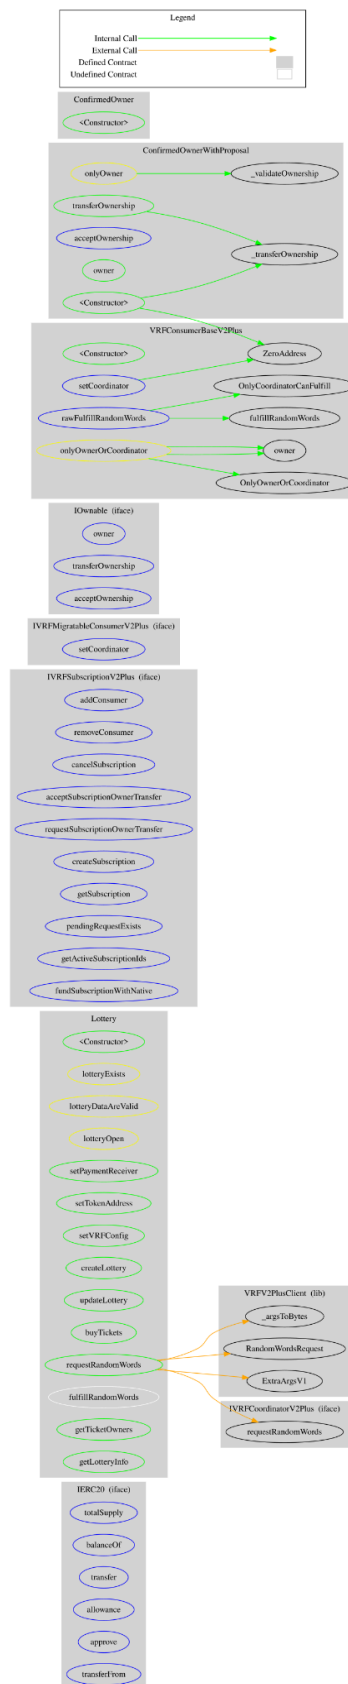 Legend
Internal Call
External Call
Defined Contract
Undefined Contract
ConfirmedOwner
<Constructor>
ConfirmedOwnerWithProposal
onlyOwner
_validateOwnership
transferOwnership
acceptOwnership
_transferOwnership
owner
<Constructor>
VRFConsumerBaseV2Plus
<Constructor>
ZeroAddress
setCoordinator
OnlyCoordinatorCanFulfill
rawFulfillRandomWords
fulfillRandomWords
onlyOwnerOrCoordinator
owner
OnlyOwnerOrCoordinator
IOwnable (iface)
owner
transferOwnership
acceptOwnership
IVRFMigratableConsumerV2Plus (iface)
setCoordinator
IVRFSubscriptionV2Plus (iface)
addConsumer
removeConsumer
cancelSubscription
acceptSubscriptionOwnerTransfer
requestSubscriptionOwnerTransfer
createSubscription
getSubscription
pendingRequestExists
getActiveSubscriptionIds
fundSubscriptionWithNative
Lottery
<Constructor>
lotteryExists
lotteryDataAreValid
lotteryOpen
setPaymentReceiver
setTokenAddress
setVRFConfig
createLottery
updateLottery
buyTickets
requestRandomWords
fulfillRandomWords
getTicketOwners
getLotteryInfo
VRFV2PlusClient (lib)
_argsToBytes
RandomWordsRequest
ExtraArgsV1
IVRFCoordinatorV2Plus (iface)
requestRandomWords
IERC20 (iface)
totalSupply
balanceOf
transfer
allowance
approve
transferFrom